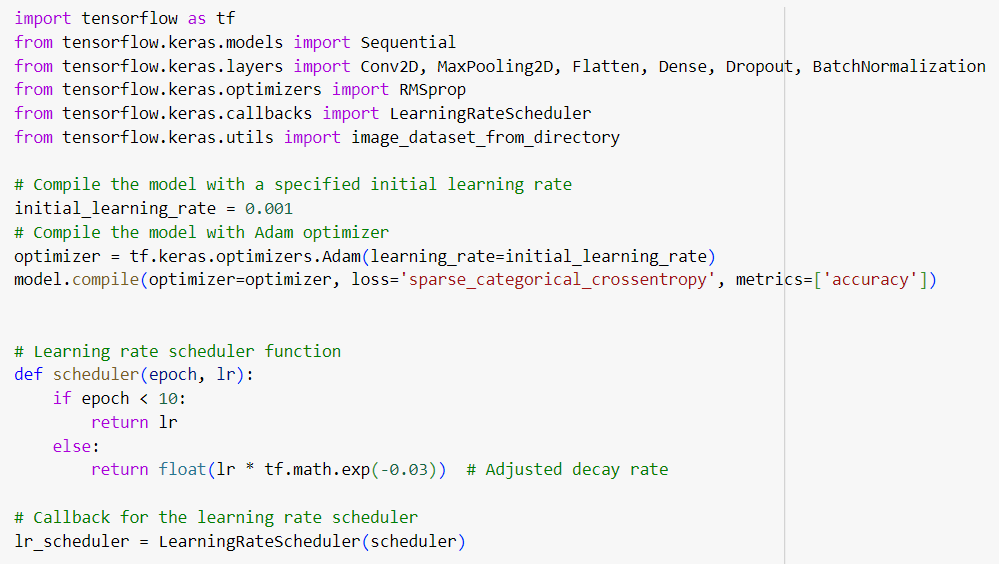 import tensorflow as tf
from tensorflow.keras.models import Sequential
from tensorflow.keras.layers import Conv2D, MaxPooling2D, Flatten, Dense, Dropout, BatchNormalization
from tensorflow.keras.optimizers import RMSprop
from tensorflow.keras.callbacks import LearningRateScheduler
from tensorflow.keras.utils import image_dataset_from_directory

# Compile the model with a specified initial learning rate
initial_learning_rate = 0.001
# Compile the model with Adam optimizer
optimizer = tf.keras.optimizers.Adam(learning_rate=initial_learning_rate)
model.compile(optimizer=optimizer, loss='sparse_categorical_crossentropy', metrics=['accuracy'])


# Learning rate scheduler function
def scheduler(epoch, lr):
    if epoch < 10:
        return lr
    else:
        return float(lr * tf.math.exp(-0.03))  # Adjusted decay rate

# Callback for the learning rate scheduler
lr_scheduler = LearningRateScheduler(scheduler)